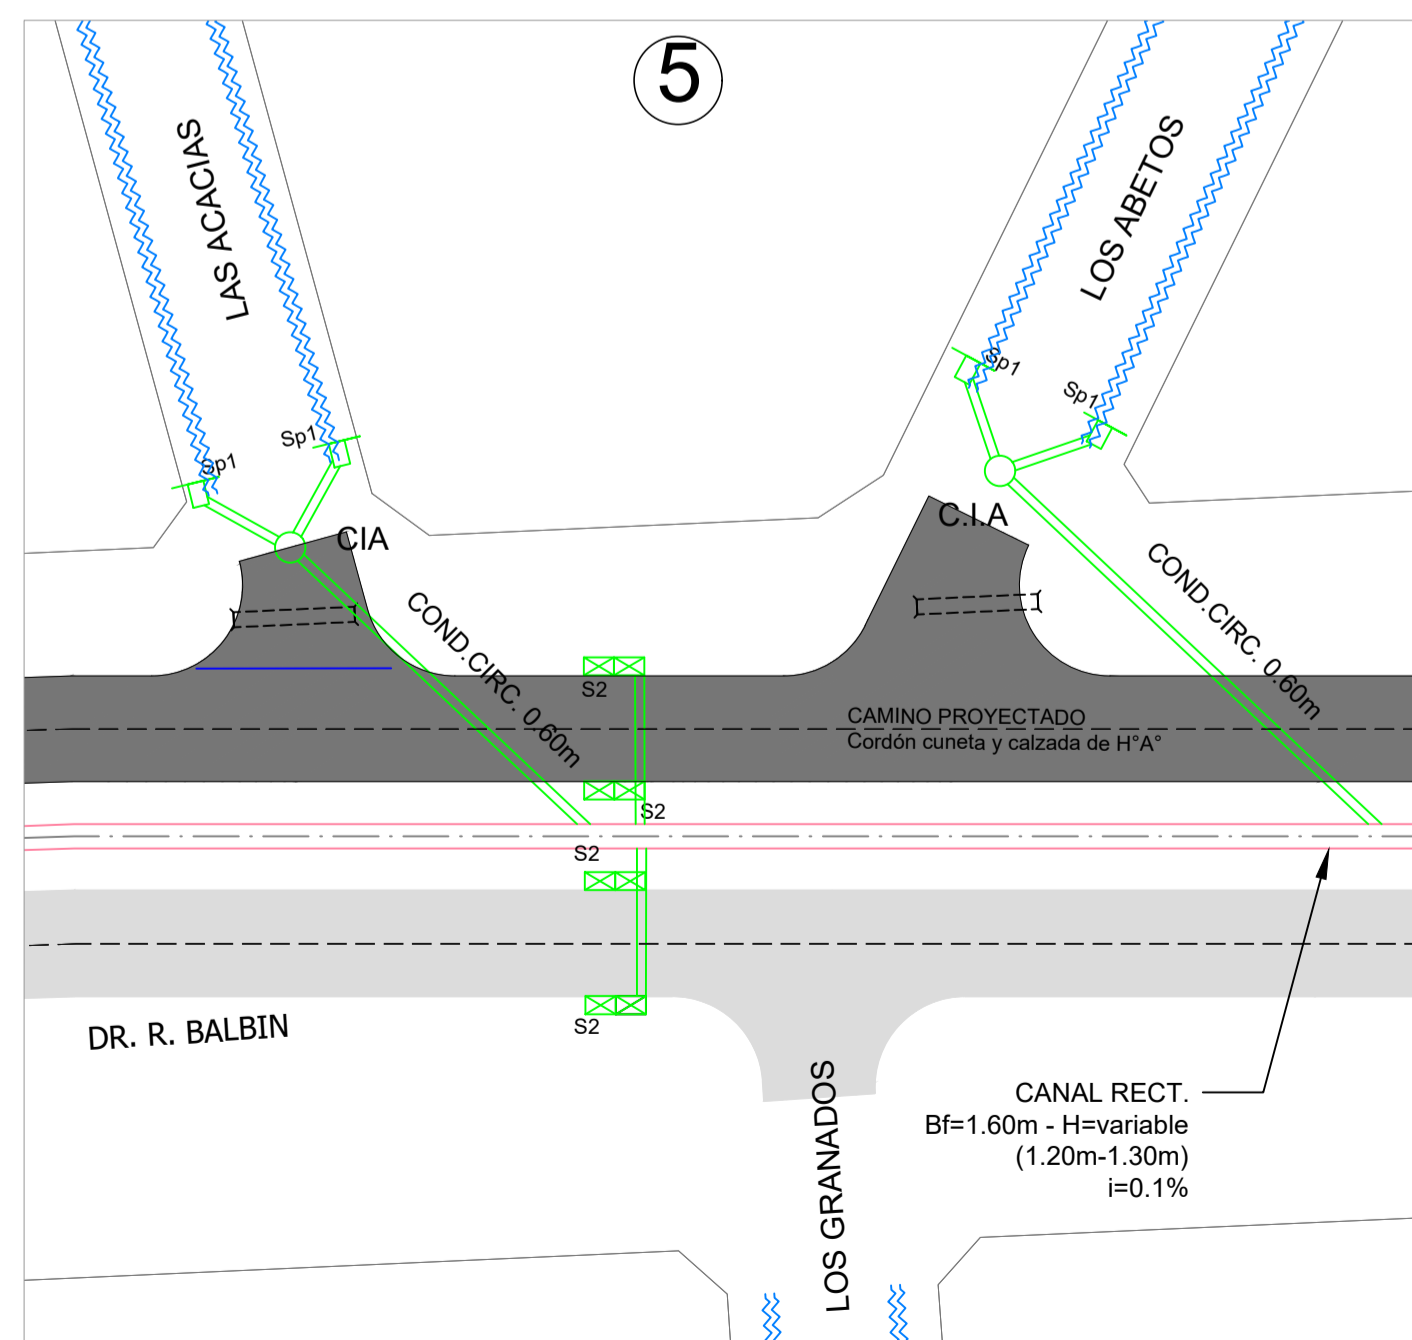 5
LAS ACACIAS
LOS ABETOS
Sp1
Sp1
Sp1
Sp1
CIA
C.I.A
COND.CIRC. 0.60m
COND.CIRC. 0.60m
S2
CAMINO PROYECTADO
Cordón cuneta y calzada de H°A°
S2
S2
S2
DR. R. BALBIN
LOS GRANADOS
CANAL RECT.
Bf=1.60m - H=variable
(1.20m-1.30m)
i=0.1%